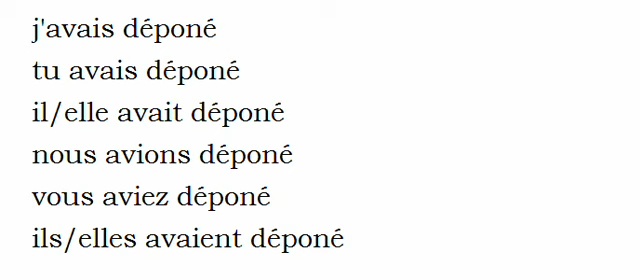 j'avais déponé
tu avais déponé
il/elle avait déponé
nous avions déponé
vous aviez déponé
ils/elles avaient déponé